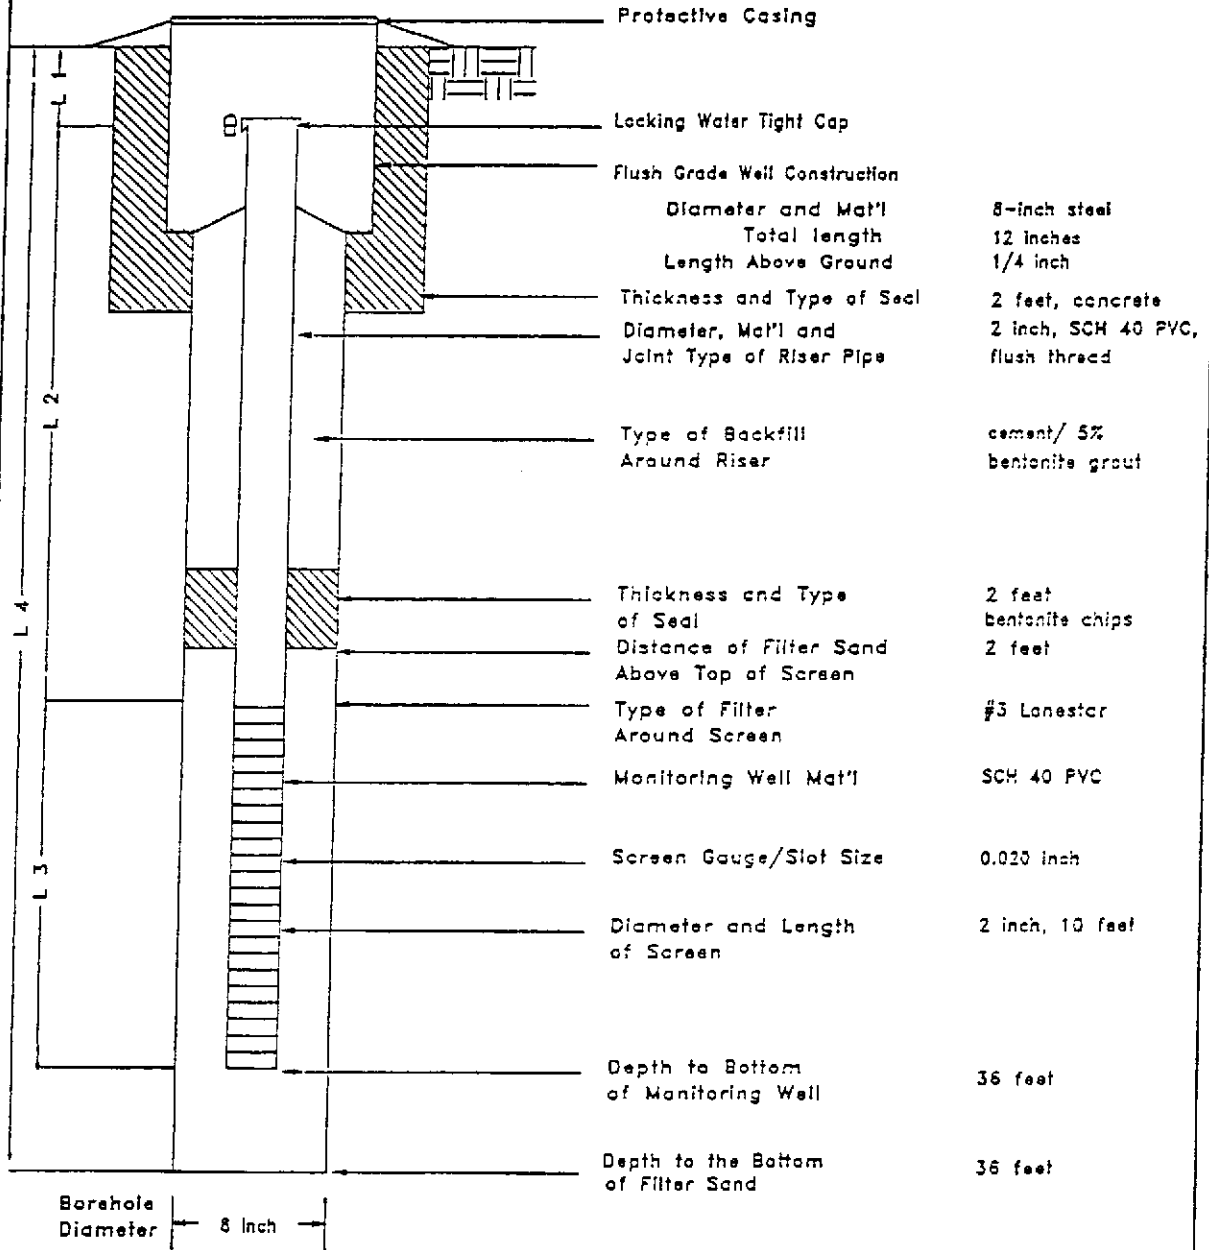 Protective Casing
L 1
Locking Water Tight Cap
Flush Grade Well Construction
Diameter and Mat'l 8-inch steel
Total length 12 inches
Length Above Ground 1/4 inch
Thickness and Type of Seal 2 feet, concrete
Diameter, Mat'l and 2 inch, SCH 40 PVC,
Joint Type of Riser Pipe flush thread
L 2
Type of Backfill cement/ 5%
Around Riser bentonite grout
L 4
Thickness and Type 2 feet
of Seal bentonite chips
Distance of Filter Sand 2 feet
Above Top of Screen
Type of Filter #3 Lonestar
Around Screen
Monitoring Well Mat'l SCH 40 PVC
L 3
Screen Gauge/Slot Size 0.020 inch
Diameter and Length 2 inch, 10 feet
of Screen
Depth to Bottom 36 feet
of Monitoring Well
Depth to the Bottom 36 feet
of Filter Sand
Borehole
Diameter 8 Inch